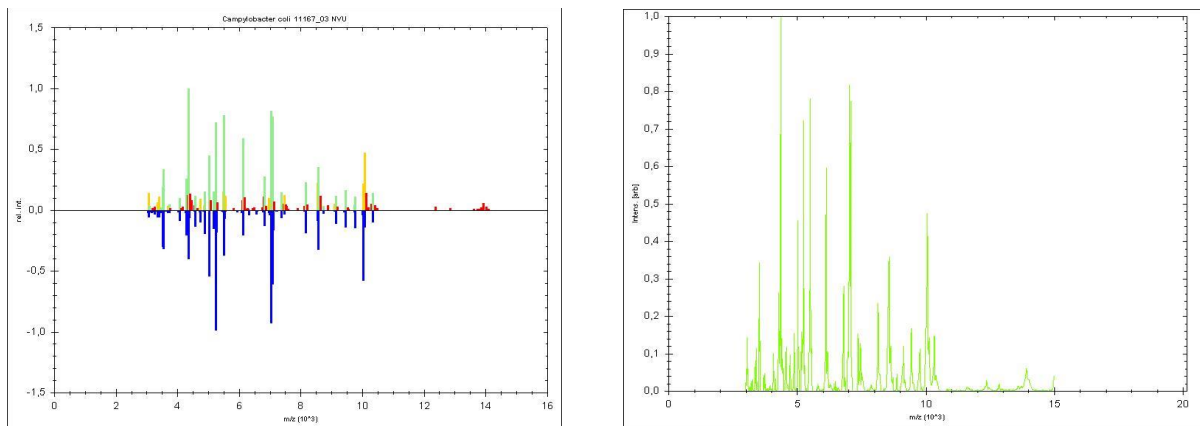 Campylobacter coli 11167_03 NVU
1,5
1,0
0,5
0,0
-0,5
-1,0
-1,5
rel. Int.
0 2 4 6 8 10 12 14 16
m/z (10^3)
1,0
0,9
0,8
0,7
0,6
0,5
0,4
0,3
0,2
0,1
0,0
Intens. [arb]
0 5 10 15 20
m/z (10^3)